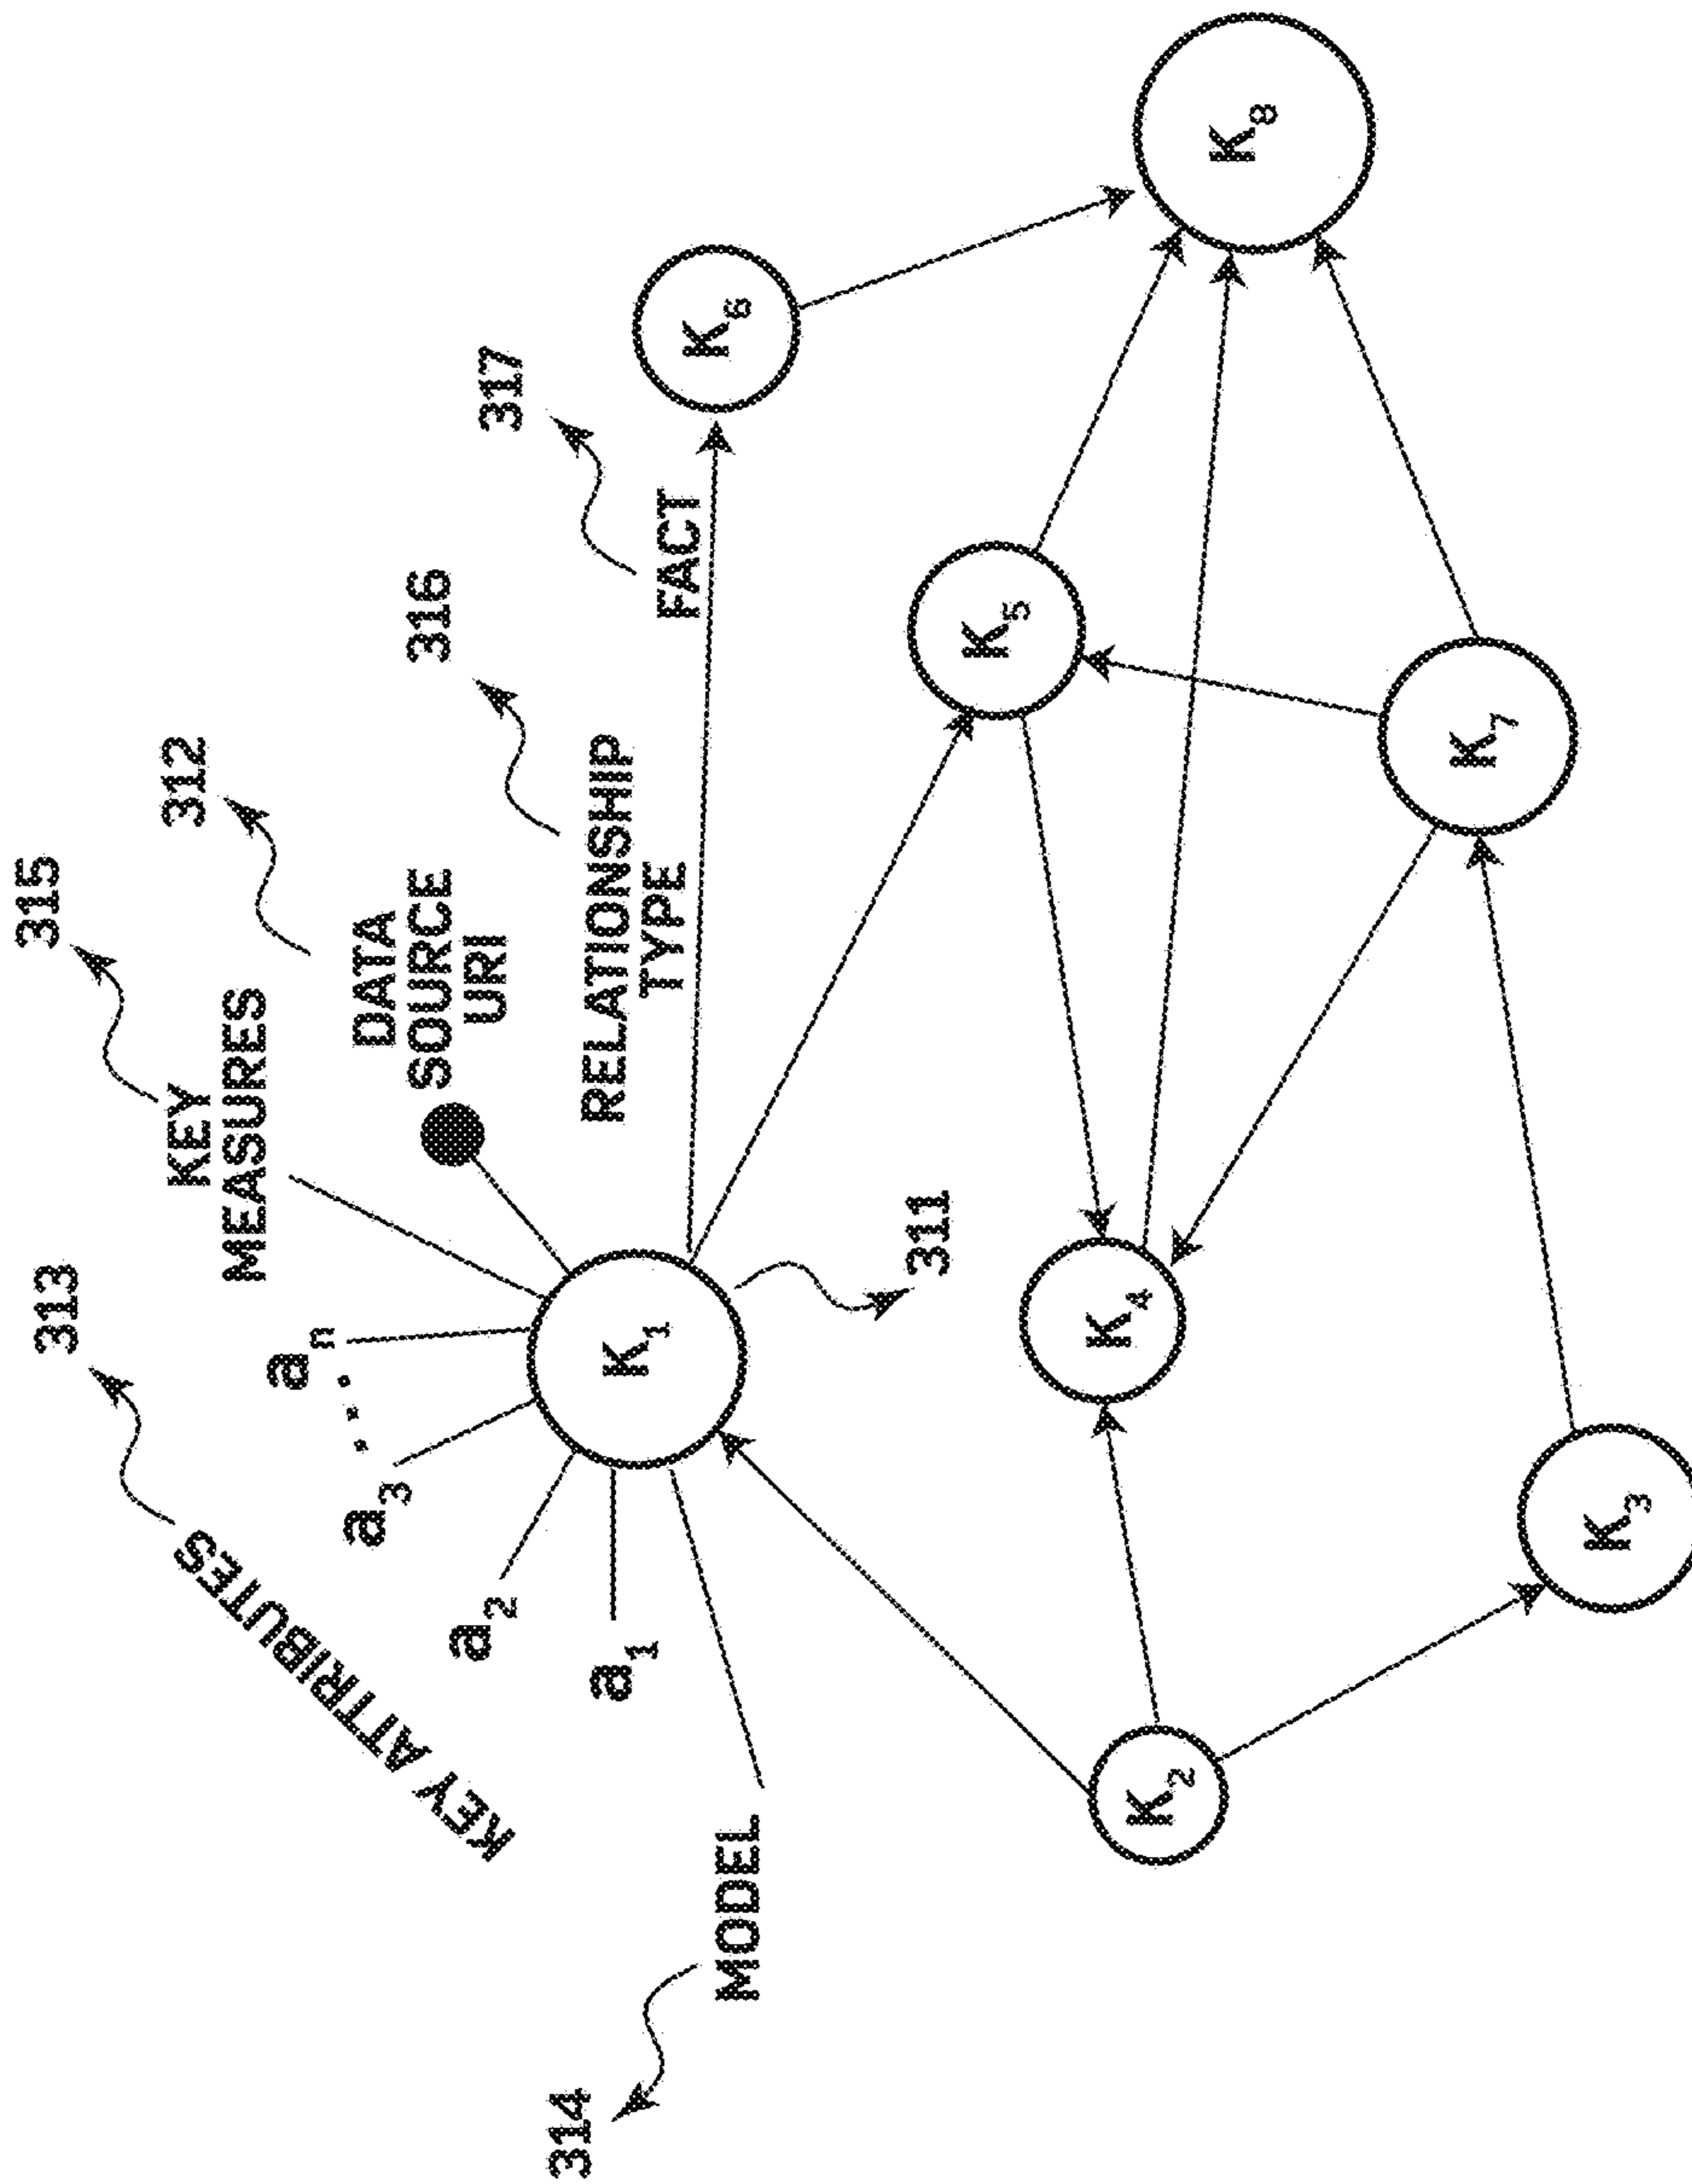 315
312
316
317
313
KEY
MEASURES
DATA
SOURCE
URI
RELATIONSHIP
TYPE
FACT
KEY ATTRIBUTES
a1
a2
a3
...
an
314
MODEL
K1
311
K6
K5
K8
K4
K2
K7
K3